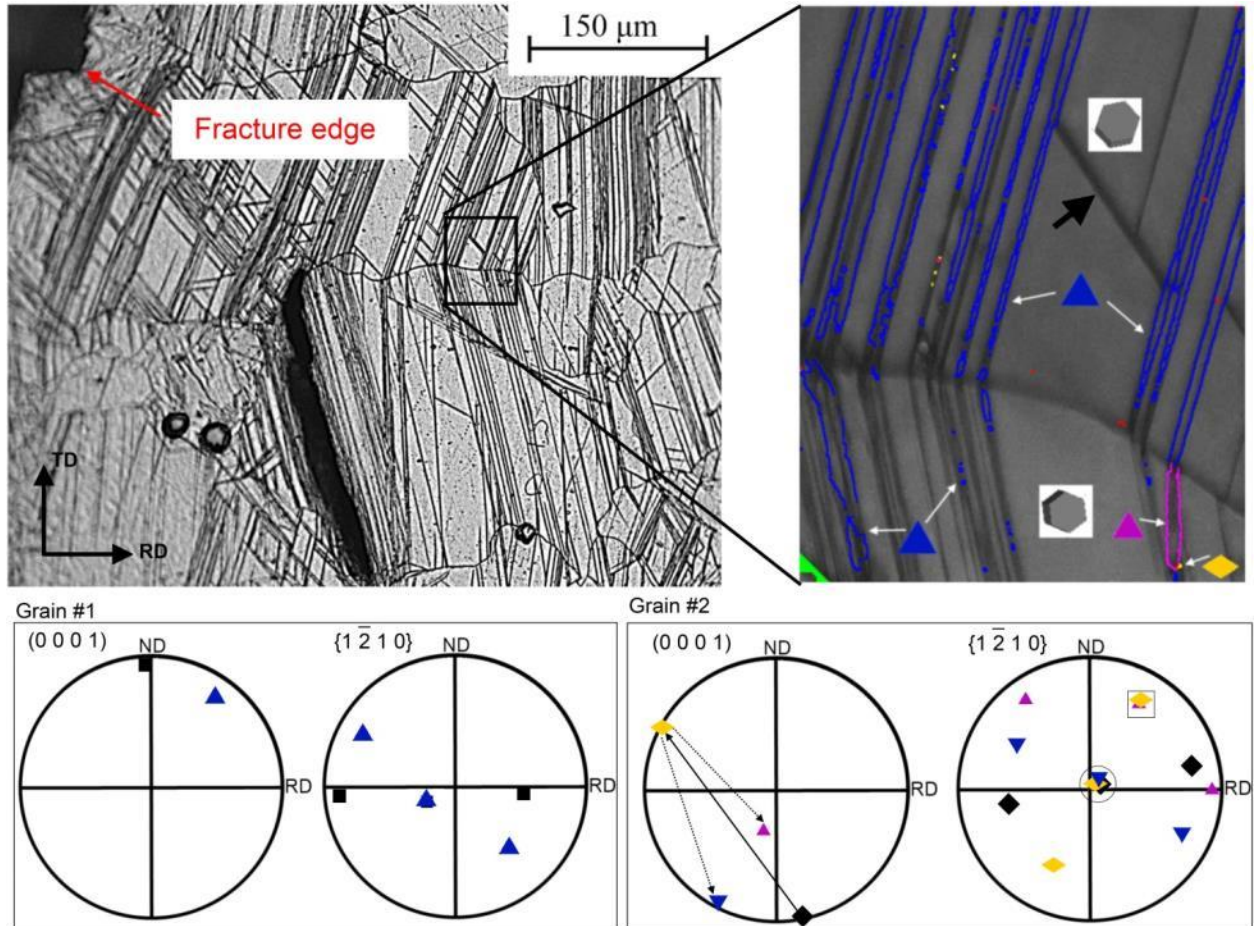 150 μm
Fracture edge
TD
RD
Grain #1
(0 0 0 1)
ND
RD
{1 2̅ 1 0}
ND
RD
Grain #2
(0 0 0 1)
ND
RD
{1 2̅ 1 0}
ND
RD